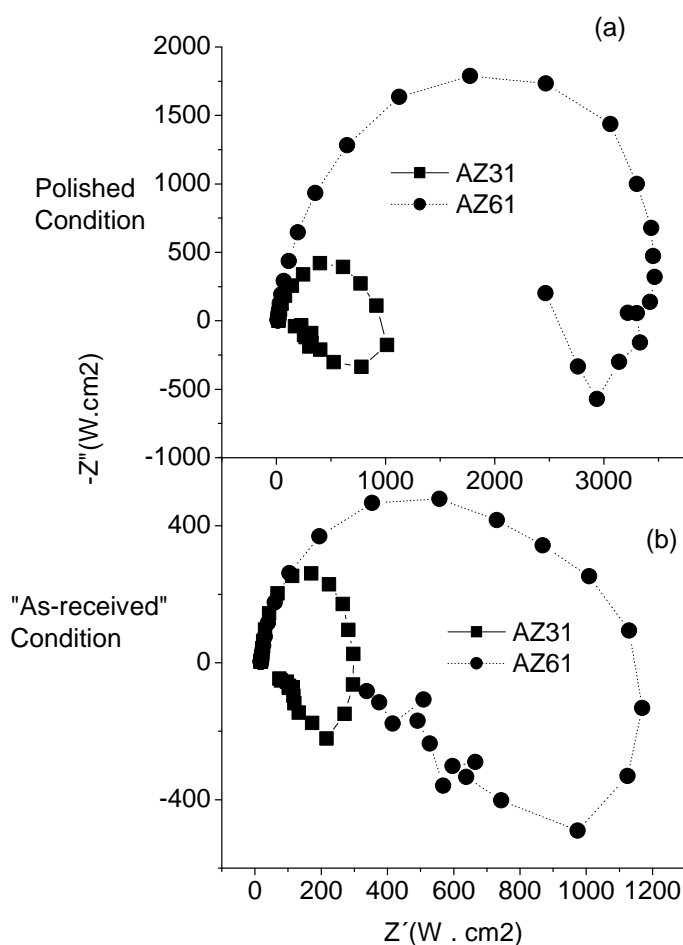 (a)
2000
1500
1000
500
0
-500
-1000
Polished
Condition
AZ31
AZ61
0 1000 2000 3000
-Z"(W.cm2)
(b)
400
0
-400
"As-received"
Condition
AZ31
AZ61
0 200 400 600 800 1000 1200
Z´(W . cm2)